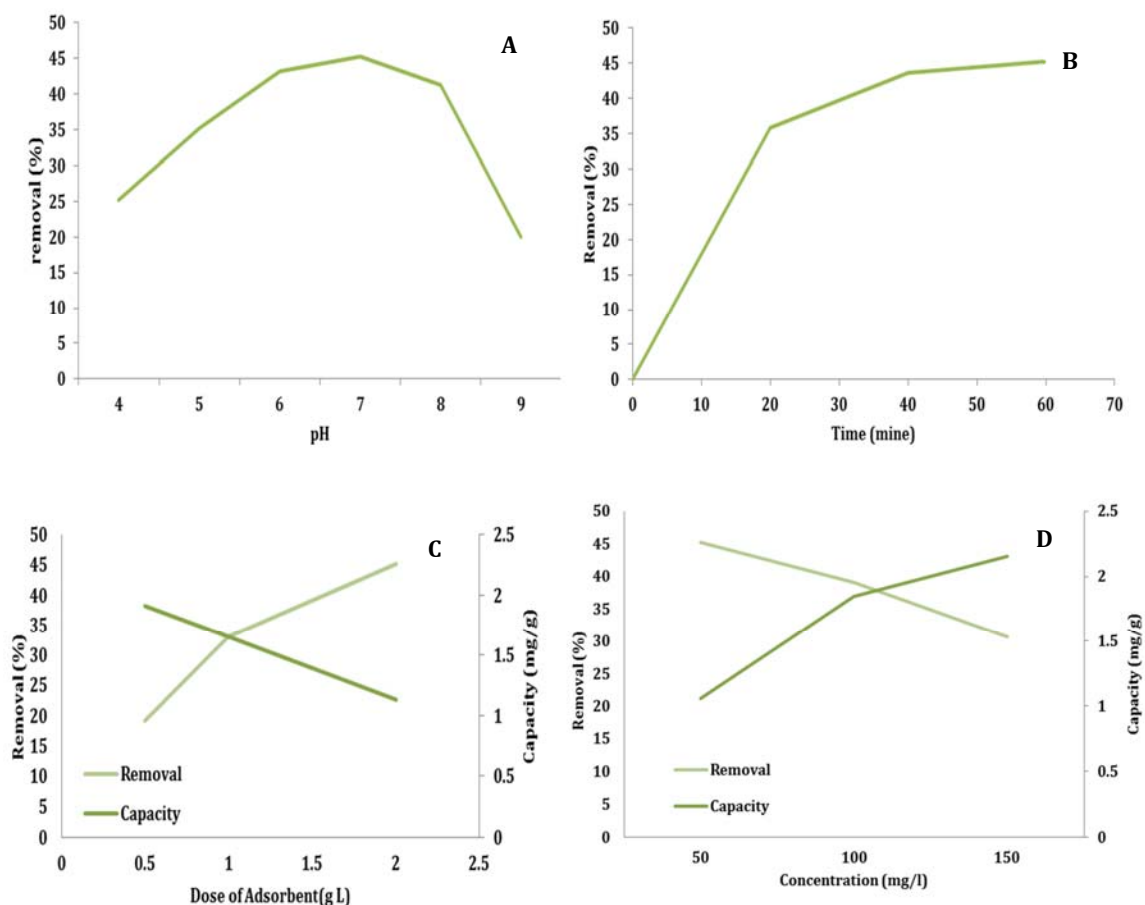 A
removal (%)
50
45
40
35
30
25
20
15
10
5
0
4 5 6 7 8 9
pH
B
Removal (%)
50
45
40
35
30
25
20
15
10
5
0
0 10 20 30 40 50 60 70
Time (mine)
C
Removal (%)
50
45
40
35
30
25
20
15
10
5
0
2.5
2
1.5
1
0.5
0
Capacity (mg/g)
Removal
Capacity
0 0.5 1 1.5 2 2.5
Dose of Adsorbent(g L)
D
Removal (%)
50
45
40
35
30
25
20
15
10
5
0
2.5
2
1.5
1
0.5
0
Capacity (mg/g)
Removal
Capacity
50 100 150
Concentration (mg/l)